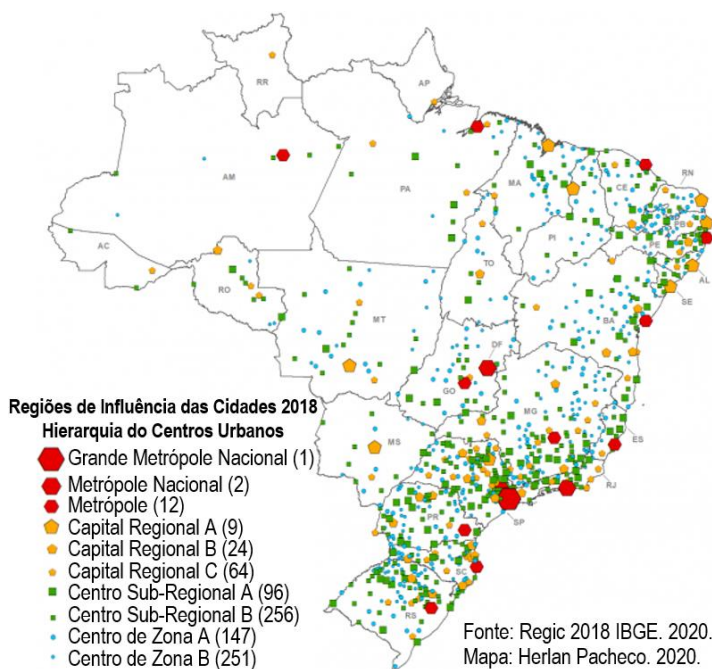 RR
AP
AM
PA
MA
CE
RN
PB
PE
PI
AL
SE
AC
RO
TO
MT
BA
DF
GO
MG
ES
MS
RJ
SP
PR
SC
RS
Regiões de Influência das Cidades 2018
Hierarquia do Centros Urbanos
Grande Metrópole Nacional (1)
Metrópole Nacional (2)
Metrópole (12)
Capital Regional A (9)
Capital Regional B (24)
Capital Regional C (64)
Centro Sub-Regional A (96)
Centro Sub-Regional B (256)
Centro de Zona A (147)
Centro de Zona B (251)
Fonte: Regic 2018 IBGE. 2020.
Mapa: Herlan Pacheco. 2020.